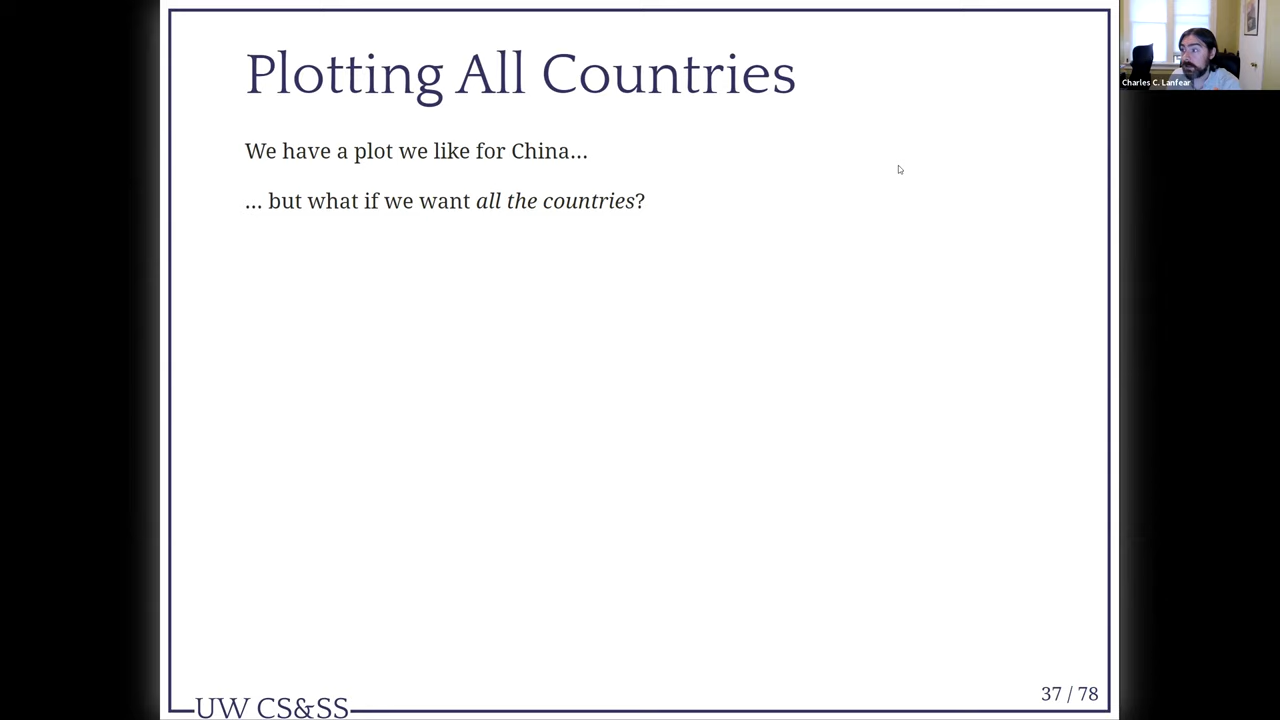 Plotting All Countries
We have a plot we like for China...
... but what if we want all the countries?
Charles C. Lanfear
UW CS&SS
37 / 78